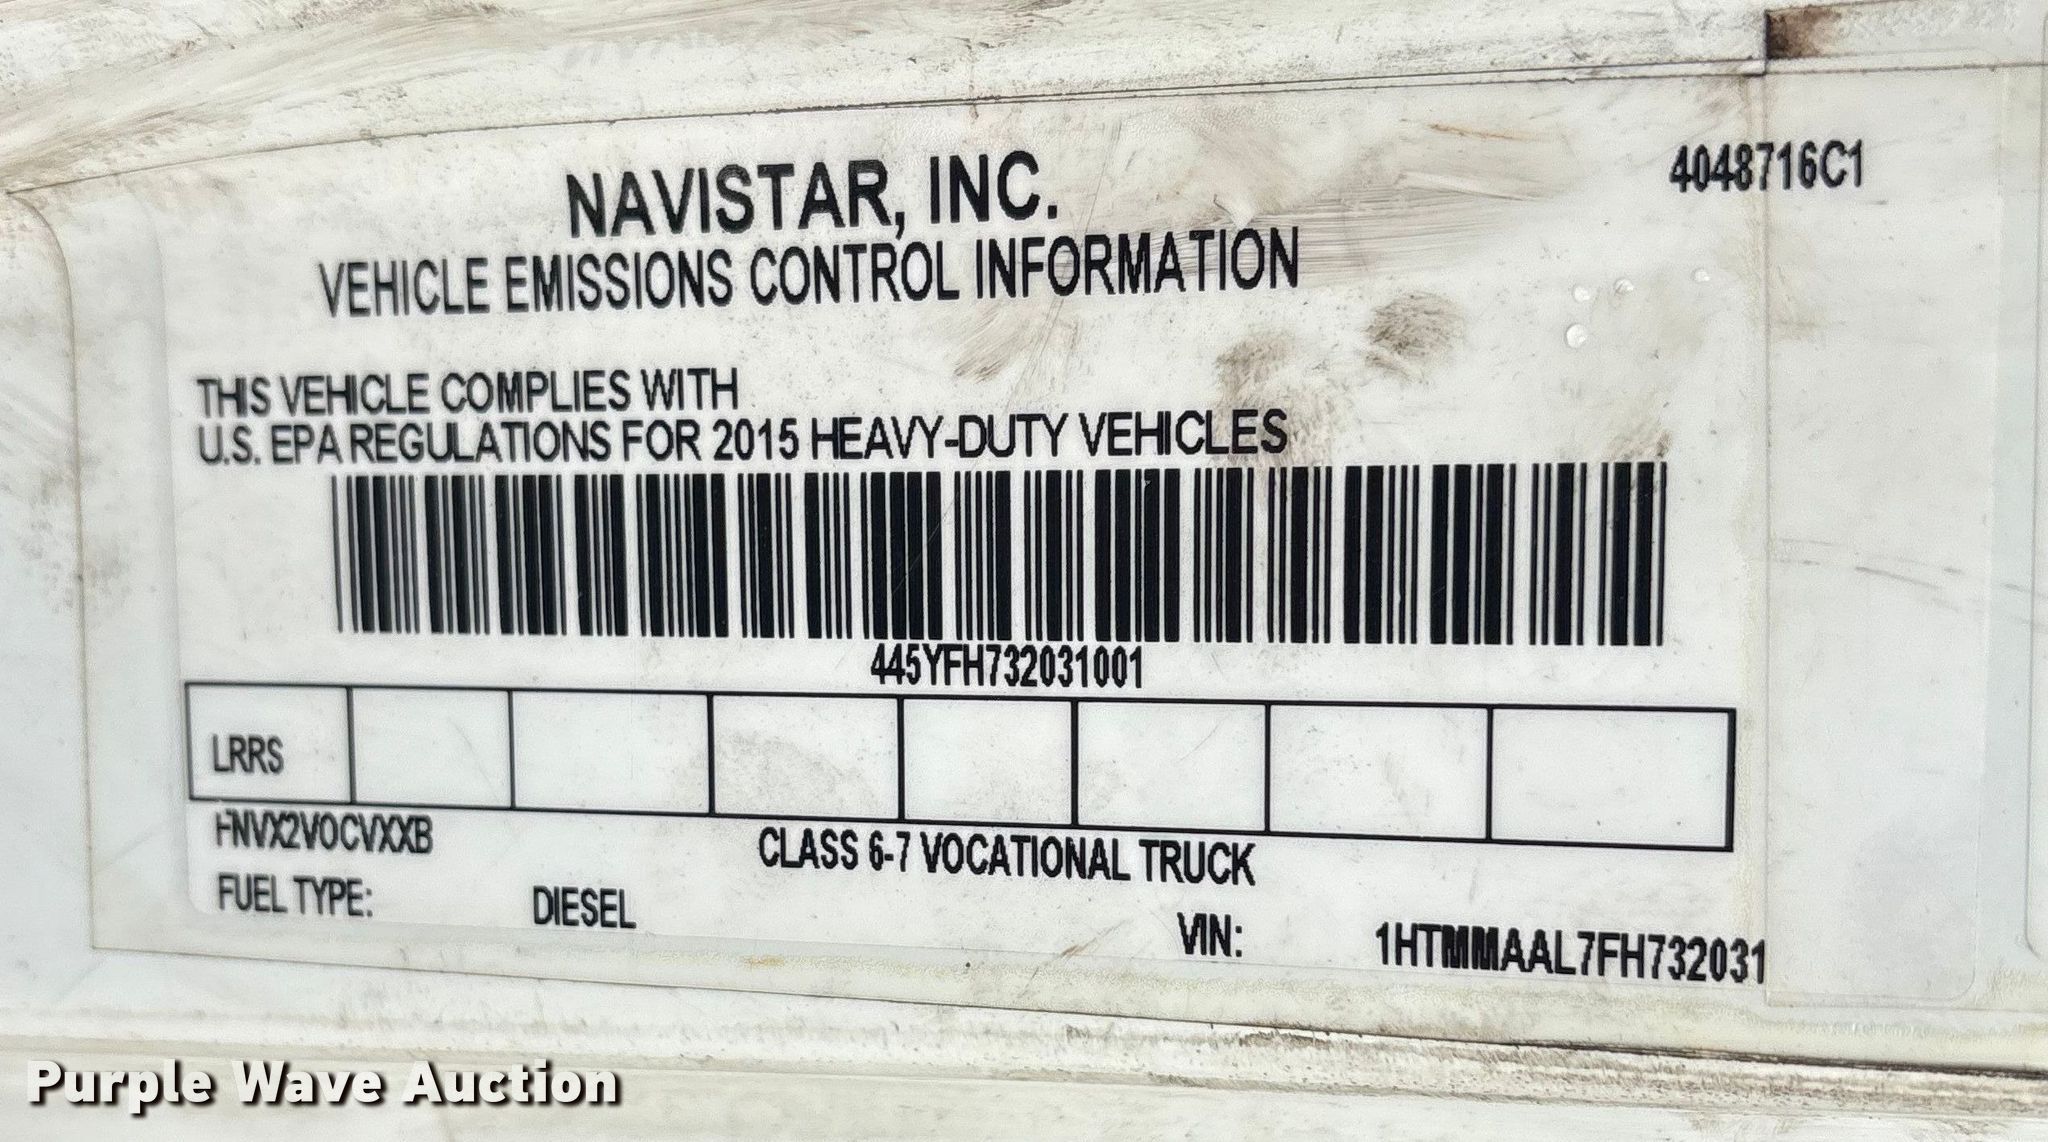 NAVISTAR, INC.
4048716C1
VEHICLE EMISSIONS CONTROL INFORMATION
THIS VEHICLE COMPLIES WITH
U.S. EPA REGULATIONS FOR 2015 HEAVY-DUTY VEHICLES
445YFH732031001
LRRS
FNVX2VOCVXXB
CLASS 6-7 VOCATIONAL TRUCK
FUEL TYPE: DIESEL
VIN: 1HTMMAAL7FH732031
Purple Wave Auction